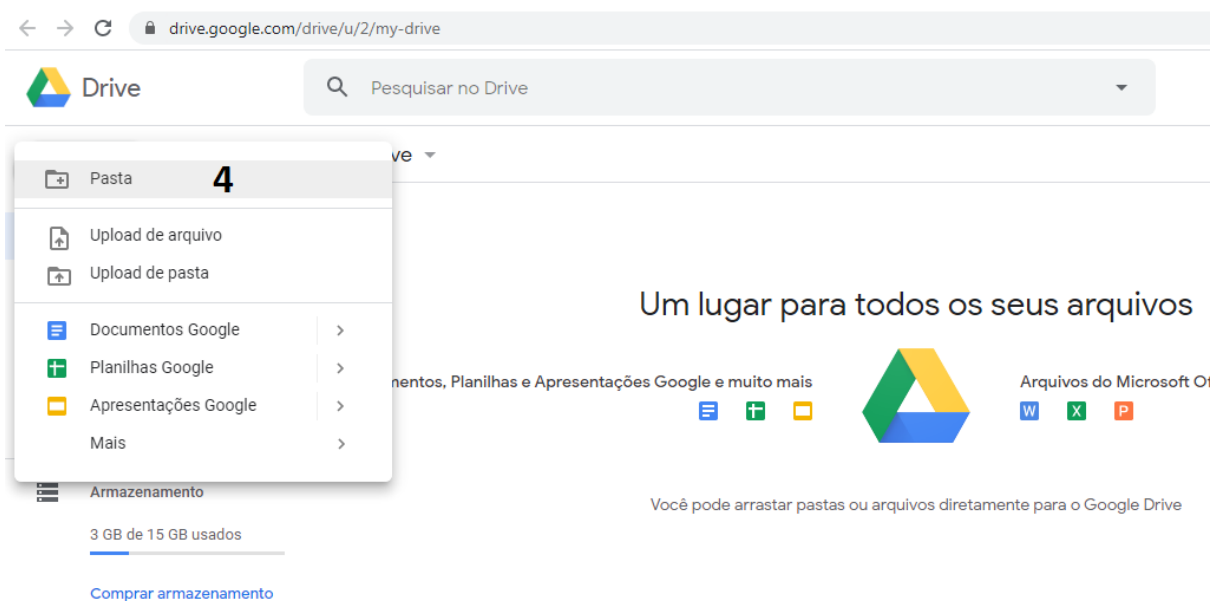 drive.google.com/drive/u/2/my-drive
Drive
Pesquisar no Drive
ve
Pasta 4
Upload de arquivo
Upload de pasta
Documentos Google
Planilhas Google
Apresentações Google
Mais
Um lugar para todos os seus arquivos
mentos, Planilhas e Apresentações Google e muito mais
Arquivos do Microsoft Of
W X P
Você pode arrastar pastas ou arquivos diretamente para o Google Drive
Armazenamento
3 GB de 15 GB usados
Comprar armazenamento